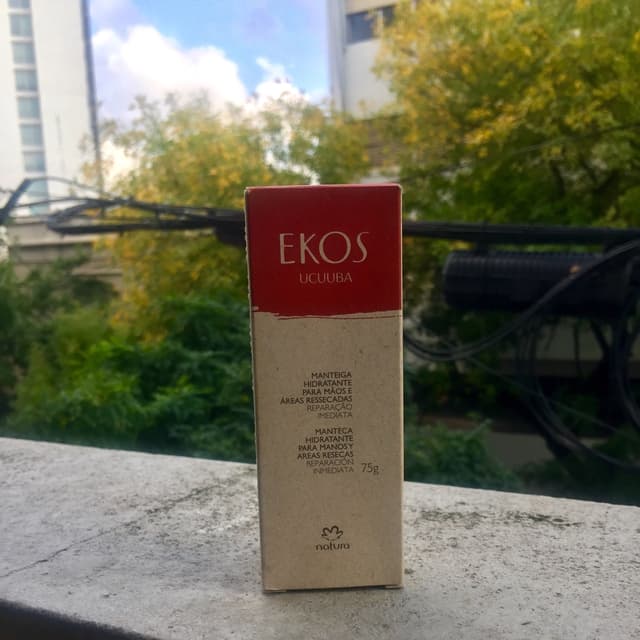 EKOS
UCUUBA
MANTEIGA
HIDRATANTE
PARA MÃOS E
ÁREAS RESSECADAS
REPARAÇÃO
IMEDIATA
MANTECA
HIDRATANTE
PARA MANOS Y
ÁREAS RESECAS
REPARACIÓN
INMEDIATA 75g
natura